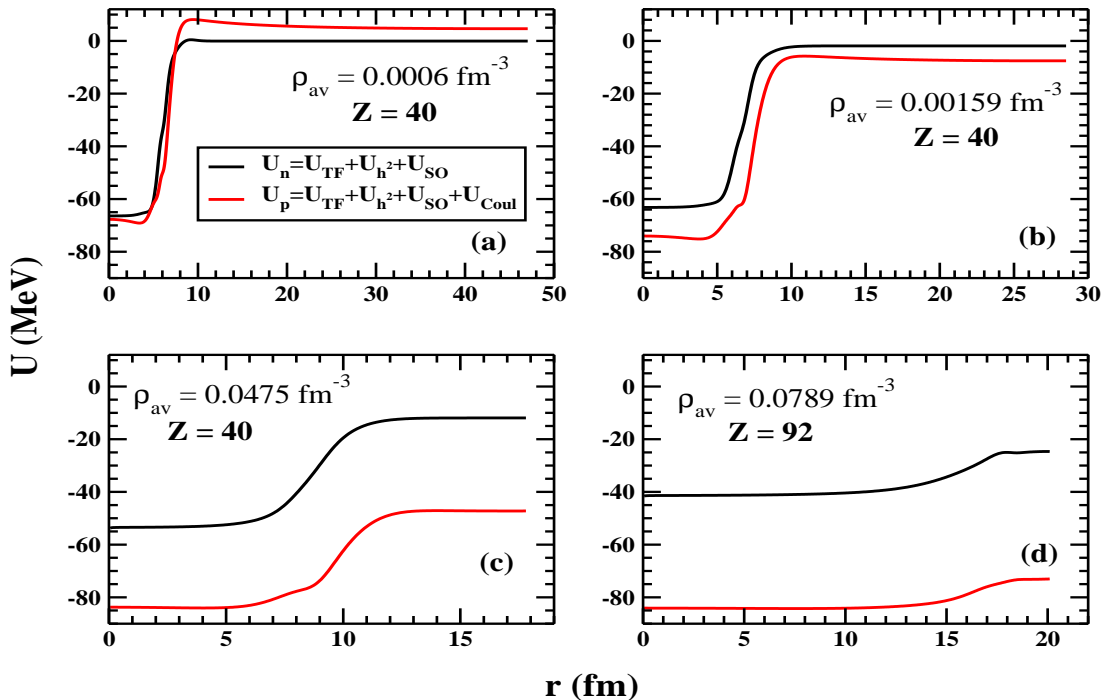 0
-20
-40
-60
-80
ρav = 0.0006 fm-3
Z = 40
Un=UTF+Uh2+USO
Up=UTF+Uh2+USO+UCoul
(a)
0 10 20 30 40 50
0
-20
-40
-60
-80
ρav = 0.00159 fm-3
Z = 40
(b)
0 5 10 15 20 25 30
U (MeV)
0
-20
-40
-60
-80
ρav = 0.0475 fm-3
Z = 40
(c)
0 5 10 15
0
-20
-40
-60
-80
ρav = 0.0789 fm-3
Z = 92
(d)
0 5 10 15 20
r (fm)